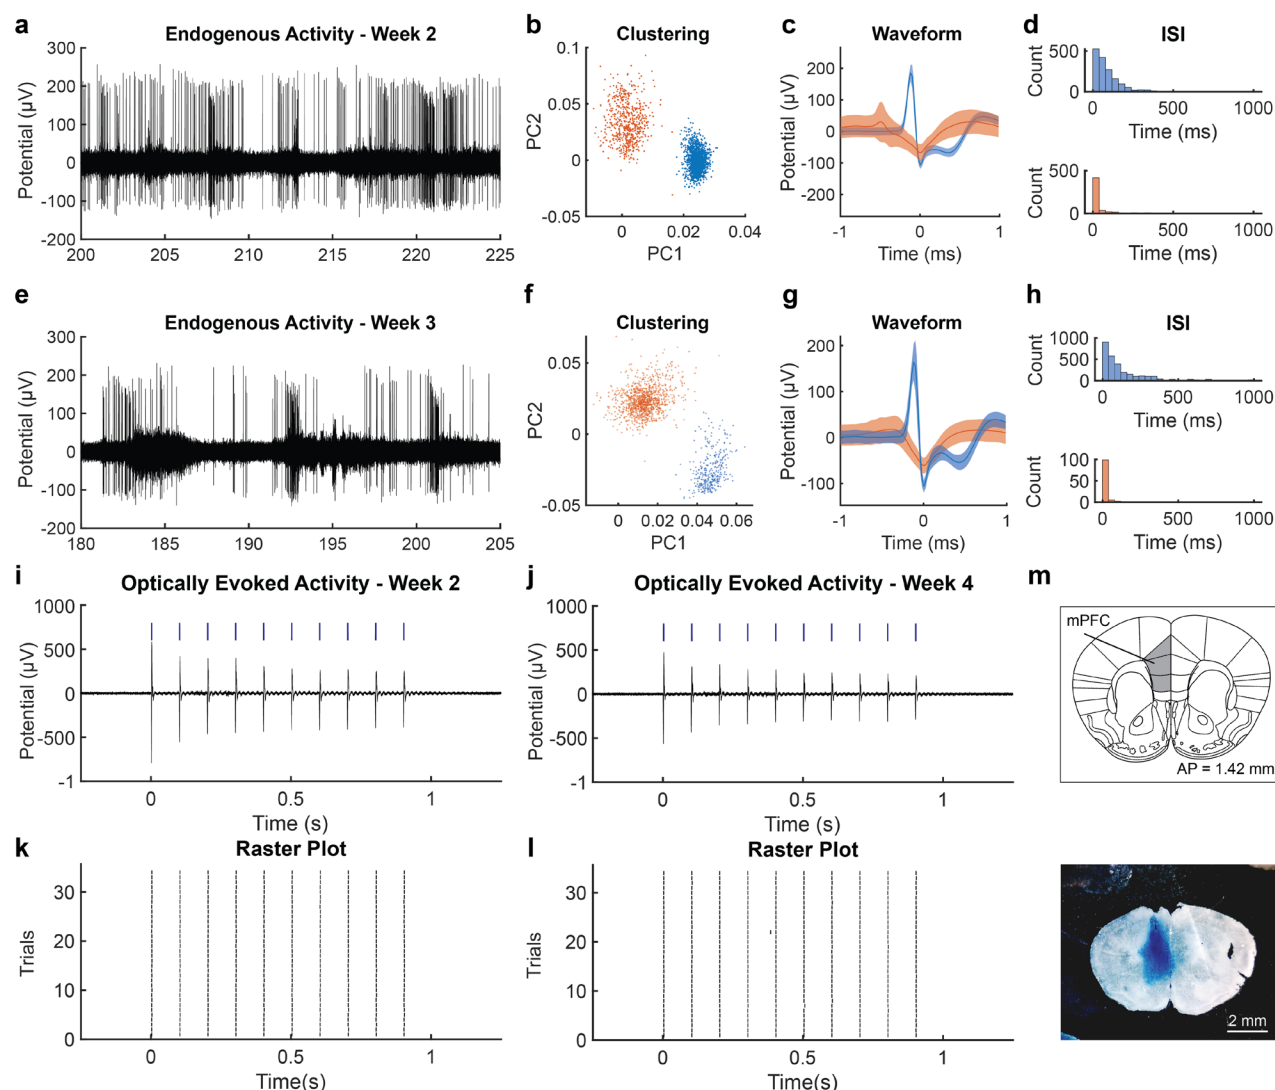 a
Endogenous Activity - Week 2
300
200
100
0
-100
-200
Potential (µV)
200 205 210 215 220 225
b
Clustering
0.1
0.05
0
-0.05
PC2
0 0.02 0.04
PC1
c
Waveform
200
100
0
-100
-200
Potential (µV)
-1 0 1
Time (ms)
d
ISI
500
0
Count
0 500 1000
Time (ms)
500
0
Count
0 500 1000
Time (ms)
e
Endogenous Activity - Week 3
300
200
100
0
-100
-200
Potential (µV)
180 185 190 195 200 205
f
Clustering
0.05
0
-0.05
PC2
0 0.02 0.04 0.06
PC1
g
Waveform
200
100
0
-100
Potential (µV)
-1 0 1
Time (ms)
h
ISI
1000
500
0
Count
0 500 1000
Time (ms)
100
50
0
Count
0 500 1000
Time (ms)
i
Optically Evoked Activity - Week 2
1000
500
0
-500
-1
Potential (µV)
0 0.5 1
Time (s)
j
Optically Evoked Activity - Week 4
1000
500
0
-500
-1
Potential (µV)
0 0.5 1
Time (s)
m
mPFC
AP = 1.42 mm
k
Raster Plot
30
20
10
0
Trials
0 0.5 1
Time(s)
l
Raster Plot
30
20
10
0
Trials
0 0.5 1
Time(s)
2 mm